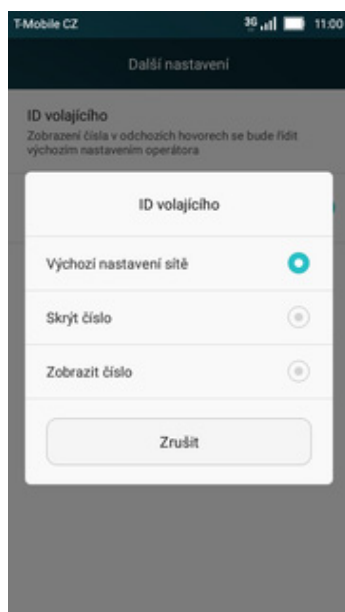 T-Mobile CZ 3G 11:00
Další nastavení
ID volajícího
Zobrazení čísla v odchozích hovorech se bude řídit
výchozím nastavením operátora
ID volajícího
Výchozí nastavení sítě
Skrýt číslo
Zobrazit číslo
Zrušit